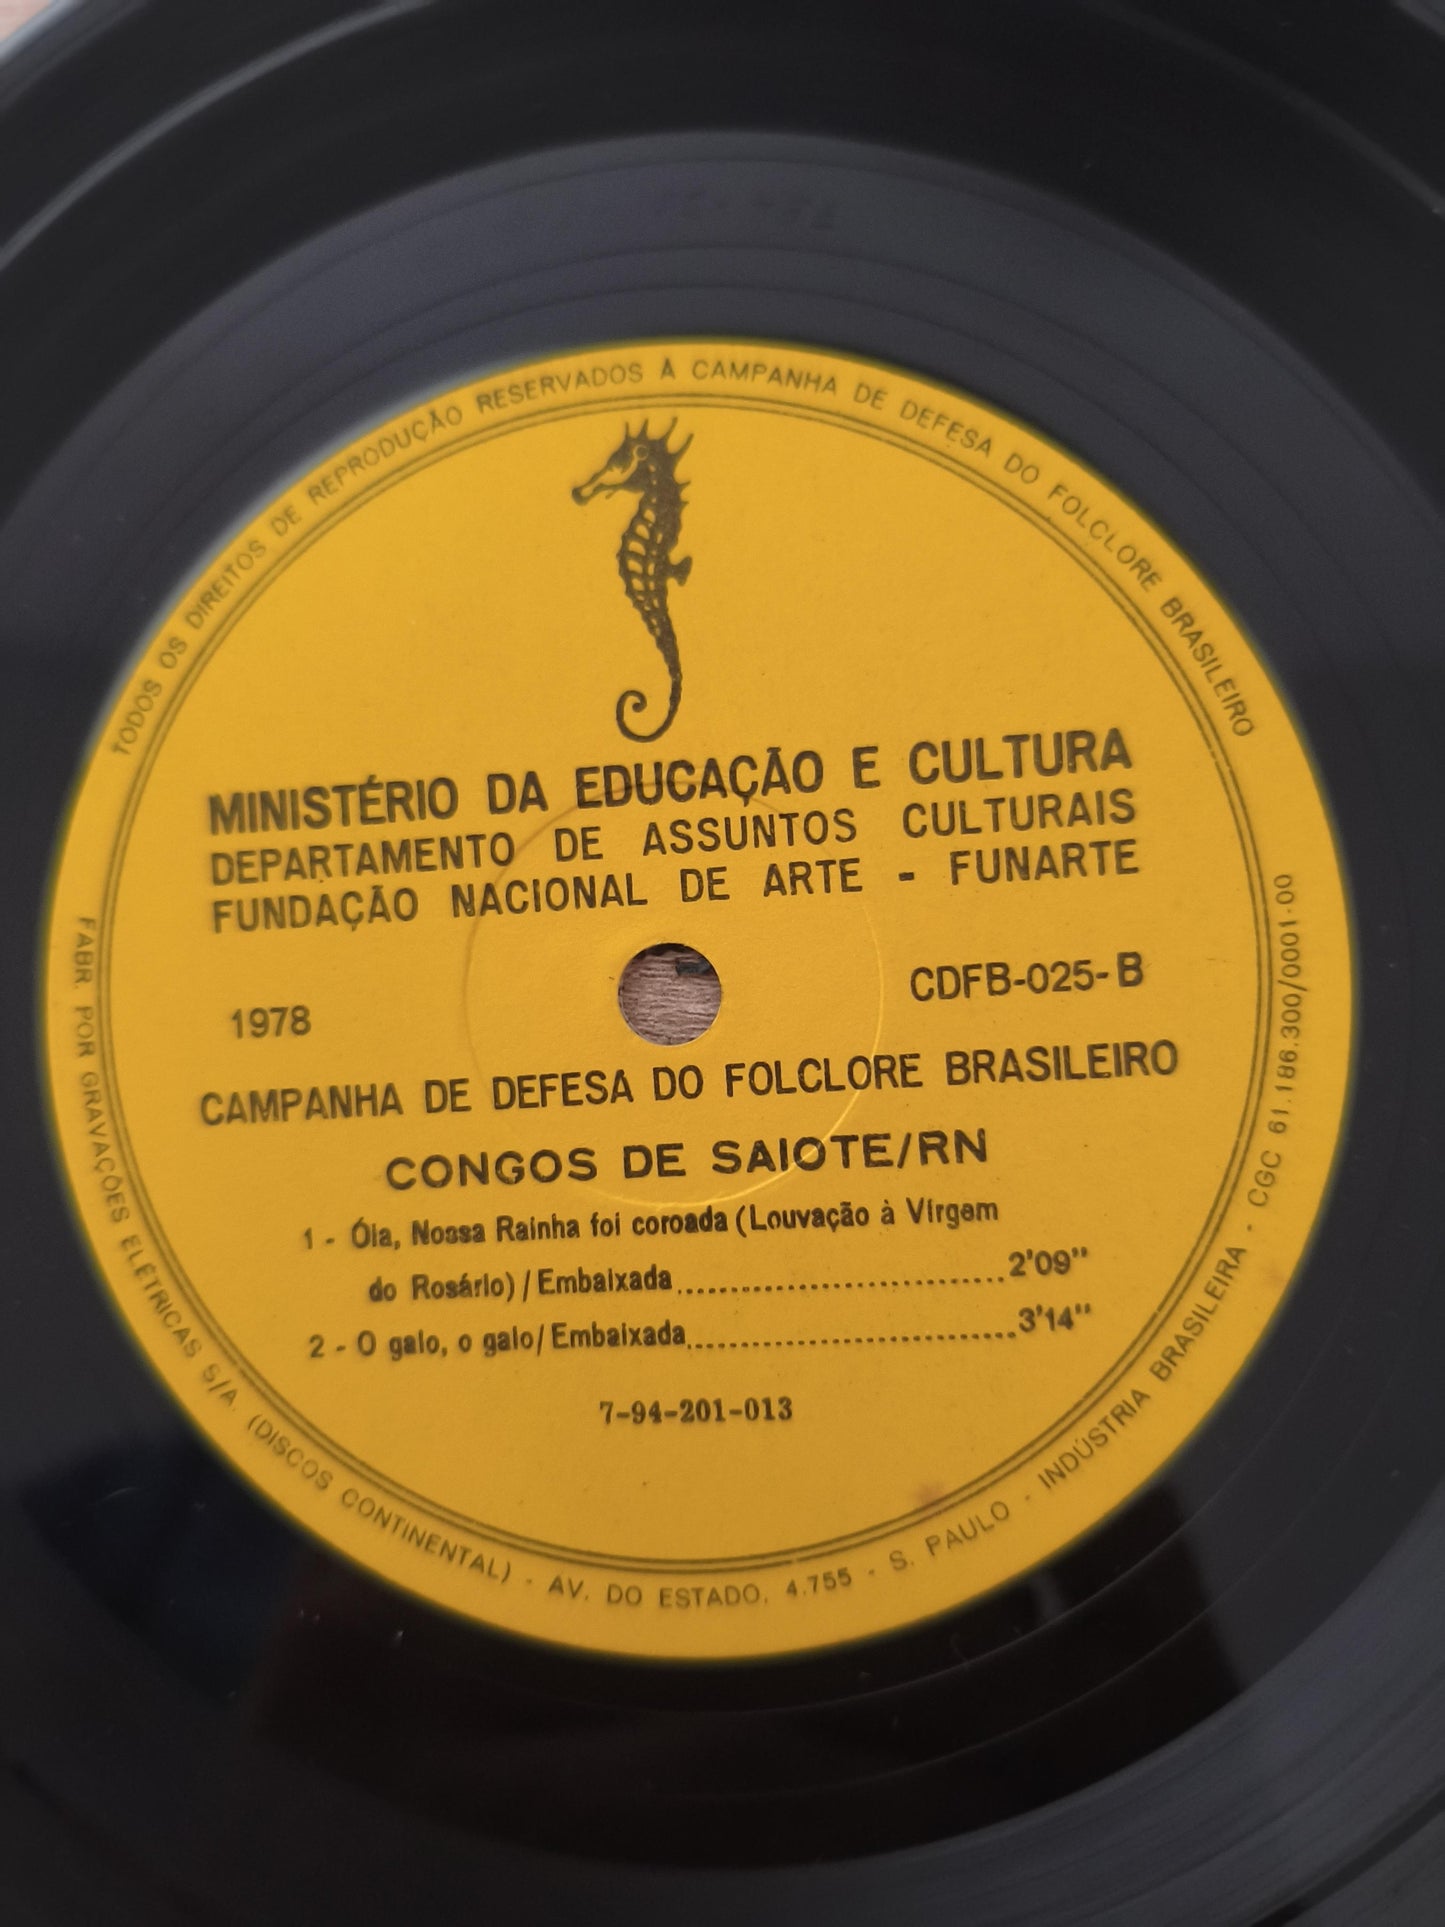 TODOS OS DIREITOS DE REPRODUÇÃO RESERVADOS À CAMPANHA DE DEFESA DO FOLCLORE BRASILEIRO
MINISTÉRIO DA EDUCAÇÃO E CULTURA
DEPARTAMENTO DE ASSUNTOS CULTURAIS
FUNDAÇÃO NACIONAL DE ARTE - FUNARTE
1978
CDFB-025-B
CAMPANHA DE DEFESA DO FOLCLORE BRASILEIRO
CONGOS DE SAIOTE/RN
1 - Óia, Nossa Rainha foi coroada (Louvação à Virgem
do Rosário) / Embaixada..............................2'09"
2 - O galo, o galo/ Embaixada..............................3'14"
7-94-201-013
FABR. POR GRAVAÇÕES ELÉTRICAS S/A. (DISCOS CONTINENTAL) - AV. DO ESTADO, 4.755 - S. PAULO - INDÚSTRIA BRASILEIRA - CGC 61.186.300/0001-00